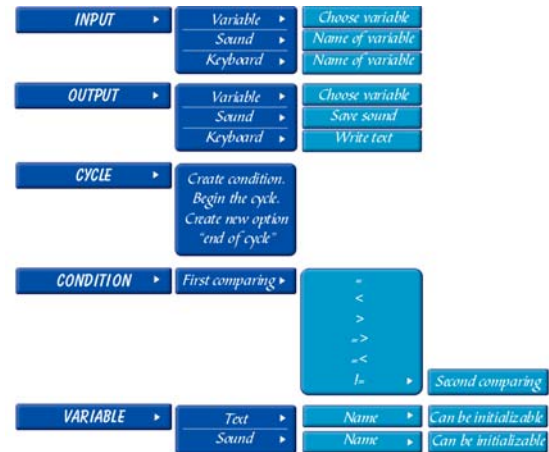 INPUT
Variable
Choose variable
Sound
Name of variable
Keyboard
Name of variable
OUTPUT
Variable
Choose variable
Sound
Save sound
Keyboard
Write text
CYCLE
Create condition.
Begin the cycle.
Create new option
"end of cycle"
CONDITION
First comparing
=
<
>
=>
=<
!=
Second comparing
VARIABLE
Text
Name
Can be initializable
Sound
Name
Can be initializable